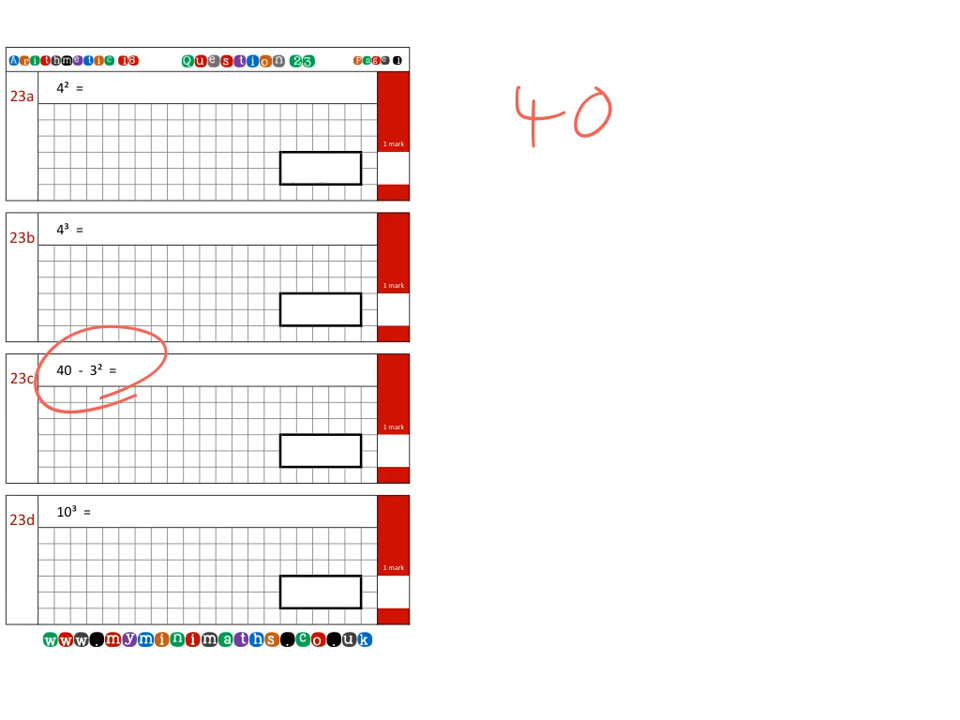 Arithmetic 18 Question 23 Page 1
23a 4² =
1 mark
23b 4³ =
1 mark
23c 40 - 3² =
1 mark
23d 10³ =
1 mark
www.myminimaths.co.uk
40